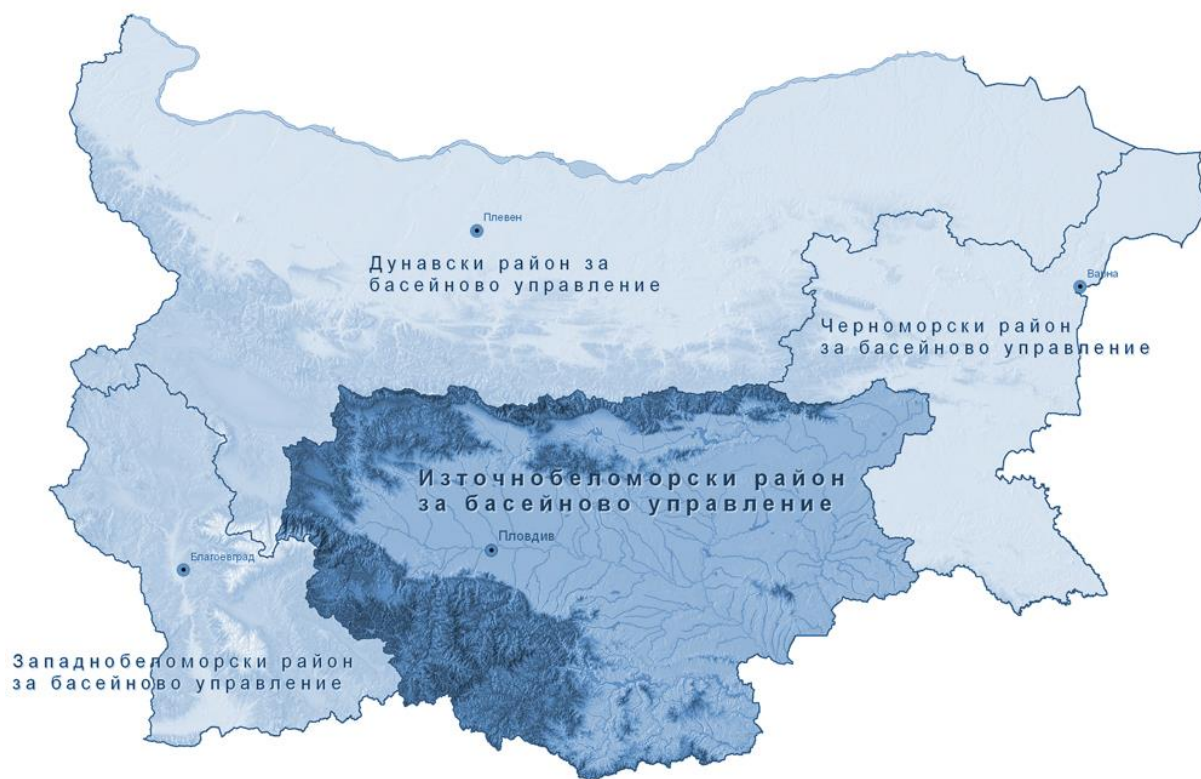 Плевен
Дунавски район за
басейново управление
Варна
Черноморски район
за басейново управление
Източнобеломорски район
за басейново управление
Пловдив
Благоевград
Западнобеломорски район
за басейново управление